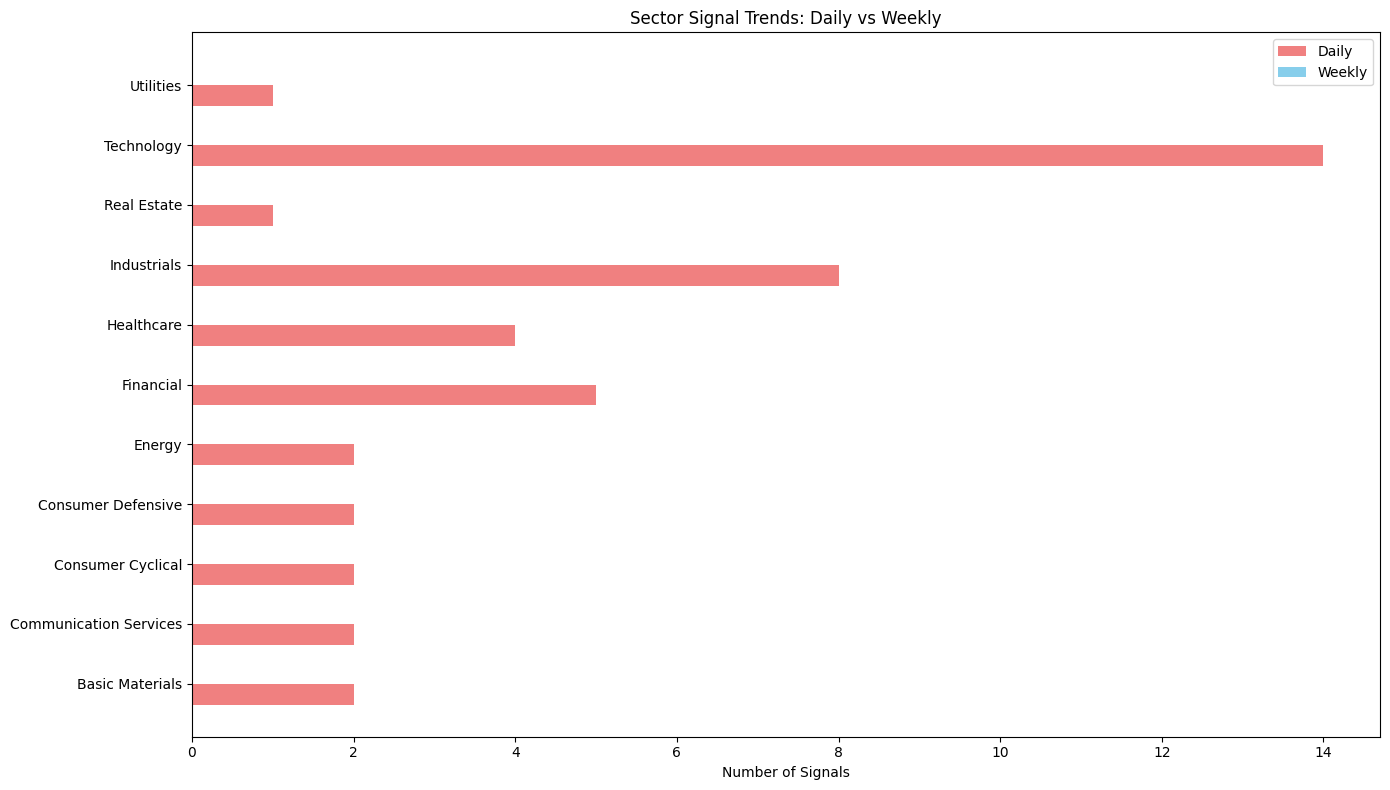 Sector Signal Trends: Daily vs Weekly
Daily
Weekly
Utilities
Technology
Real Estate
Industrials
Healthcare
Financial
Energy
Consumer Defensive
Consumer Cyclical
Communication Services
Basic Materials
0 2 4 6 8 10 12 14
Number of Signals